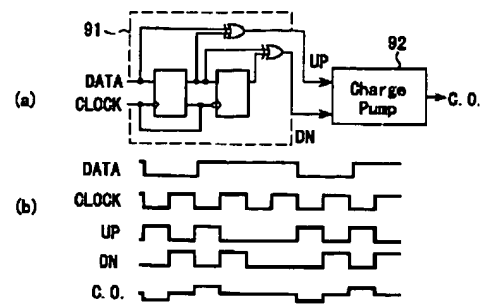 91
92
UP
DATA
(a)
CLOCK
Charge
Pump
C. O.
DN
DATA
(b)
CLOCK
UP
DN
C. O.